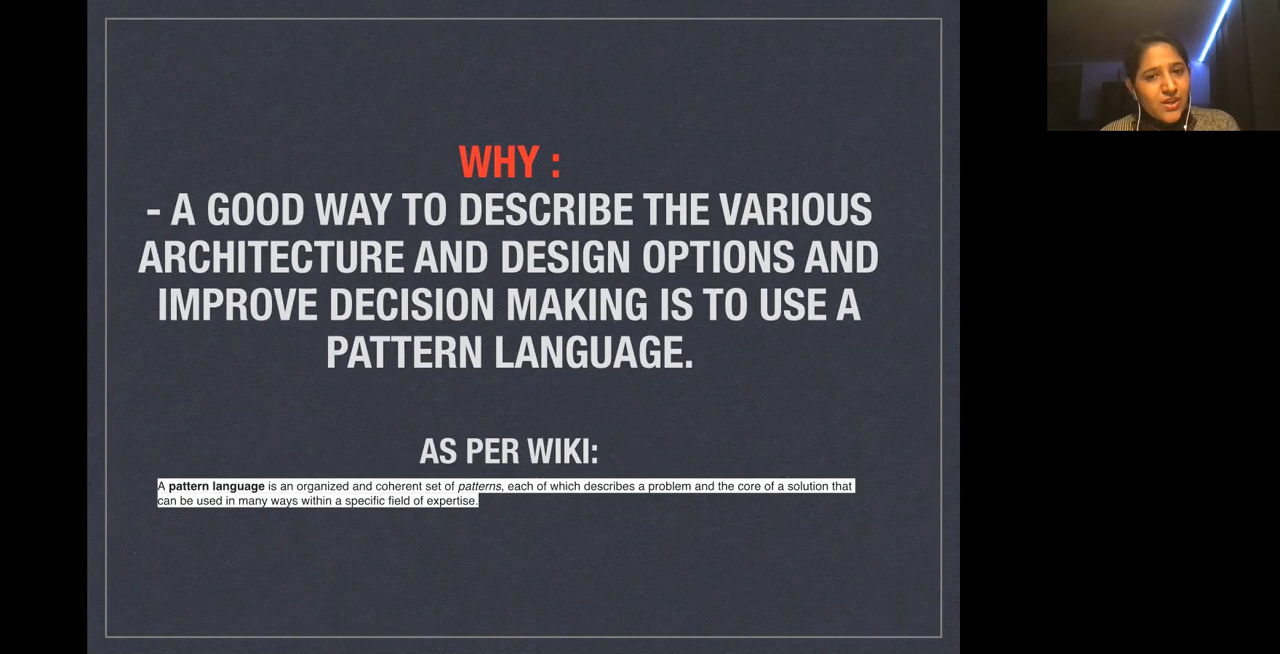 WHY :
- A GOOD WAY TO DESCRIBE THE VARIOUS
ARCHITECTURE AND DESIGN OPTIONS AND
IMPROVE DECISION MAKING IS TO USE A
PATTERN LANGUAGE.
AS PER WIKI:
A pattern language is an organized and coherent set of patterns, each of which describes a problem and the core of a solution that
can be used in many ways within a specific field of expertise.